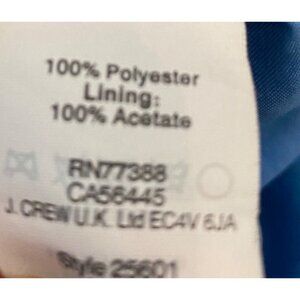 100% Polyester
Lining:
100% Acetate
RN77388
CA56445
J. CREW U.K. Ltd EC4V 6JA
Style 25601